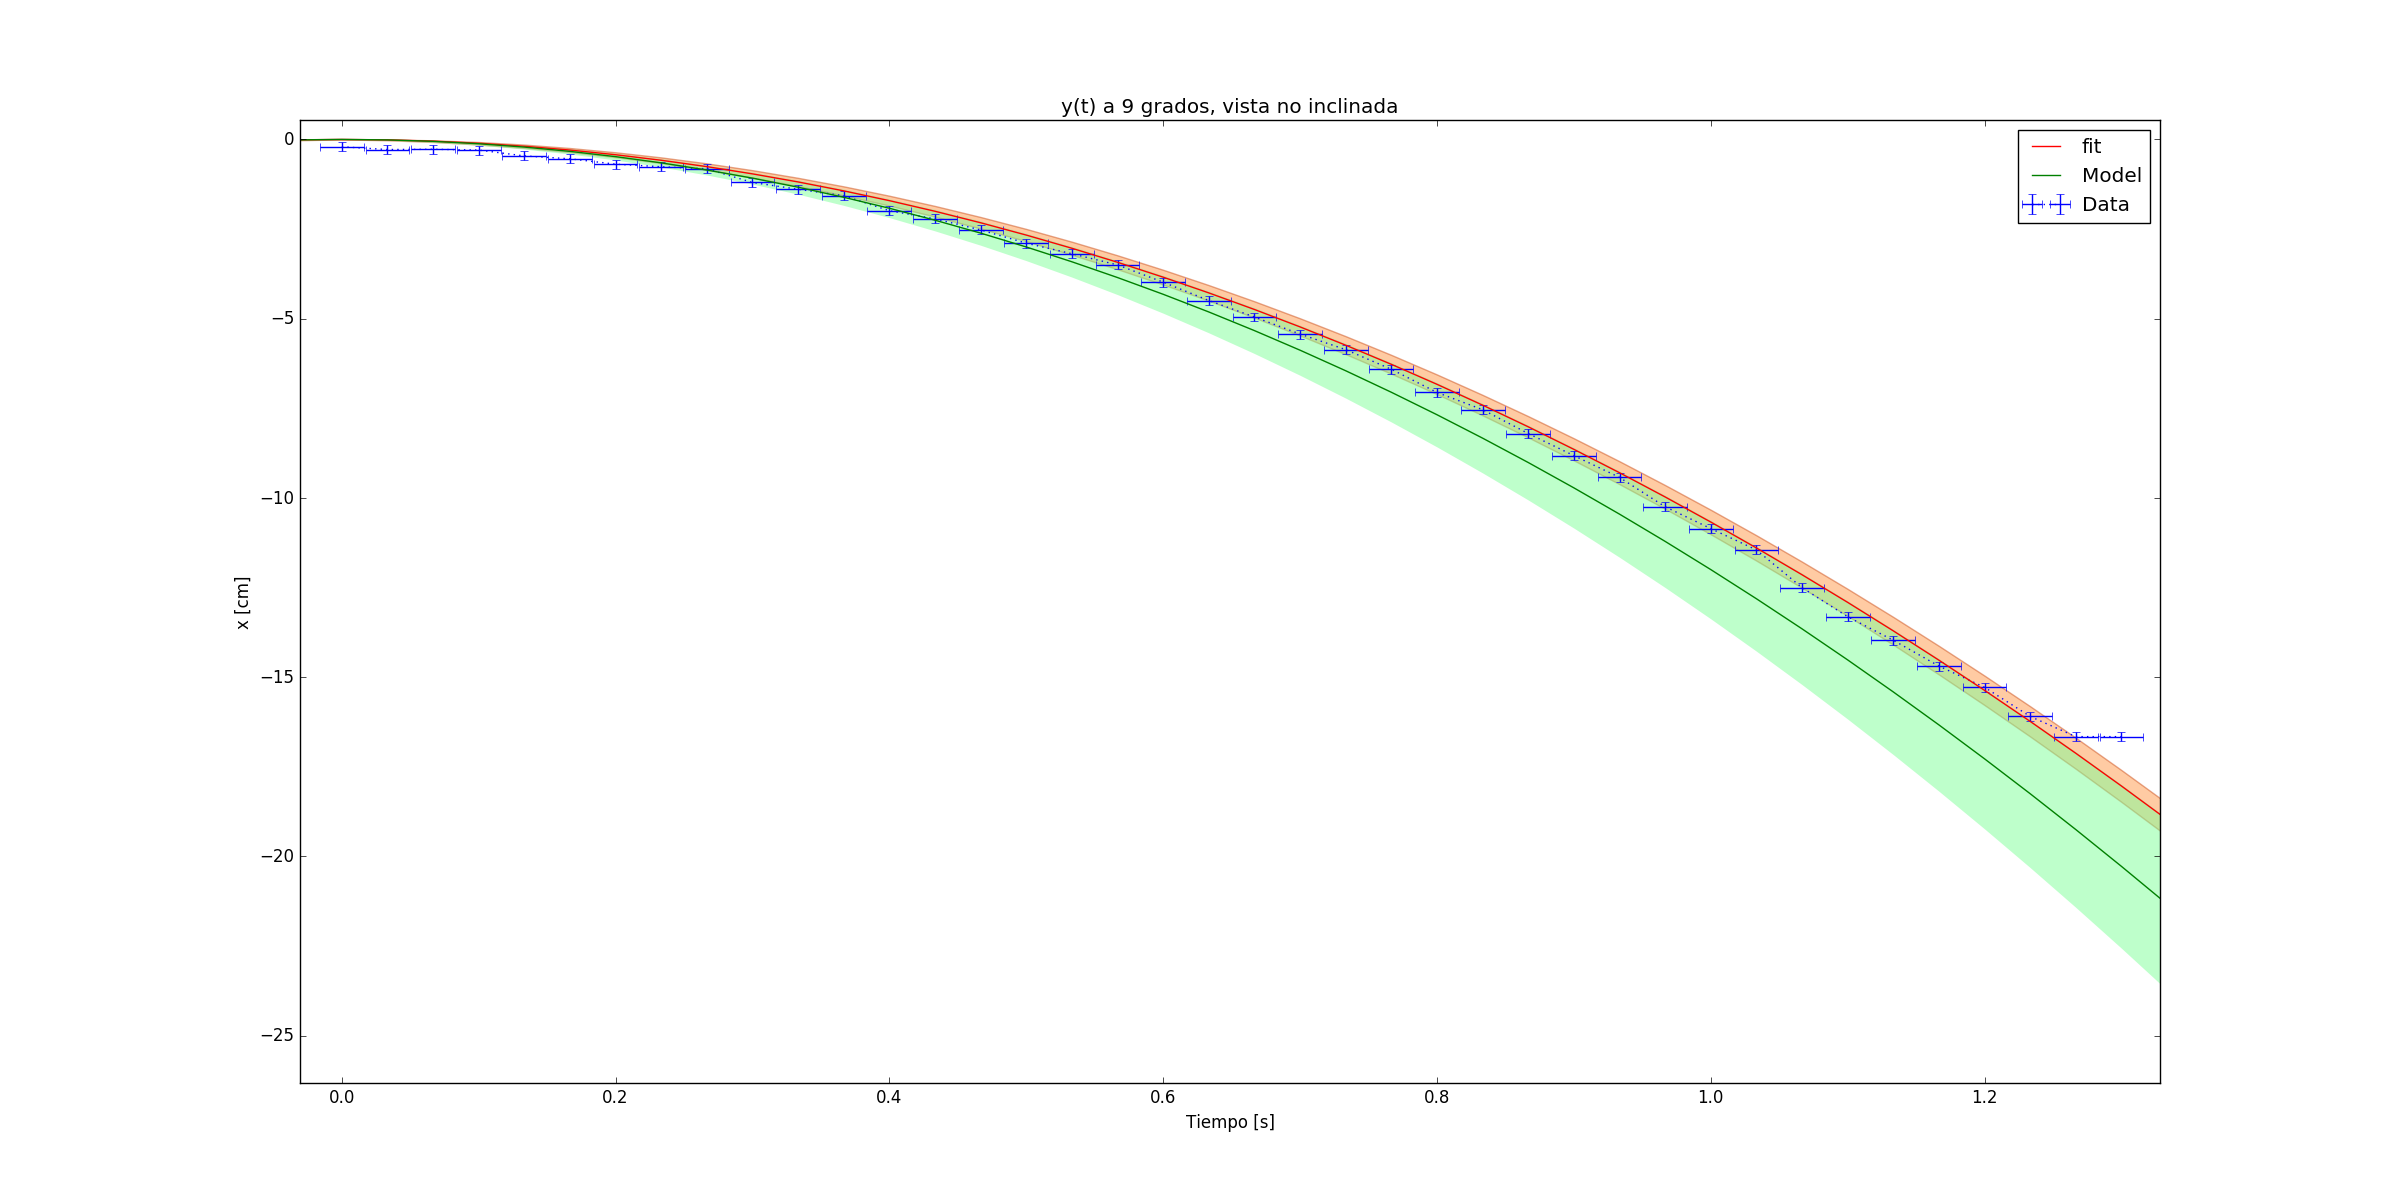 y(t) a 9 grados, vista no inclinada
fit
Model
Data
0
−5
−10
−15
−20
−25
x [cm]
0.0 0.2 0.4 0.6 0.8 1.0 1.2
Tiempo [s]